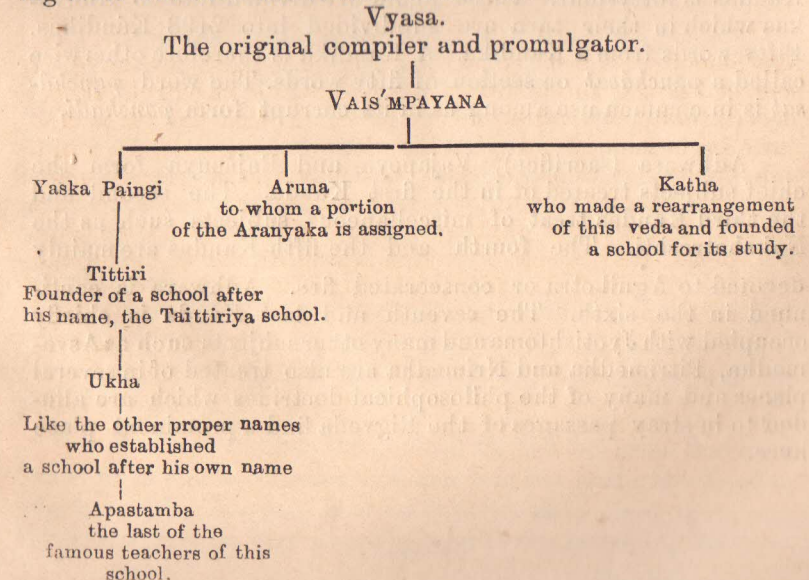 Vyasa.
The original compiler and promulgator.
VAIS'MPAYANA
Yaska Paingi
Aruna
to whom a portion
of the Aranyaka is assigned.
Katha
who made a rearrangement
of this veda and founded
a school for its study.
Tittiri
Founder of a school after
his name, the Taittiriya school.
Ukha
Like the other proper names
who established
a school after his own name
Apastamba
the last of the
famous teachers of this
school.